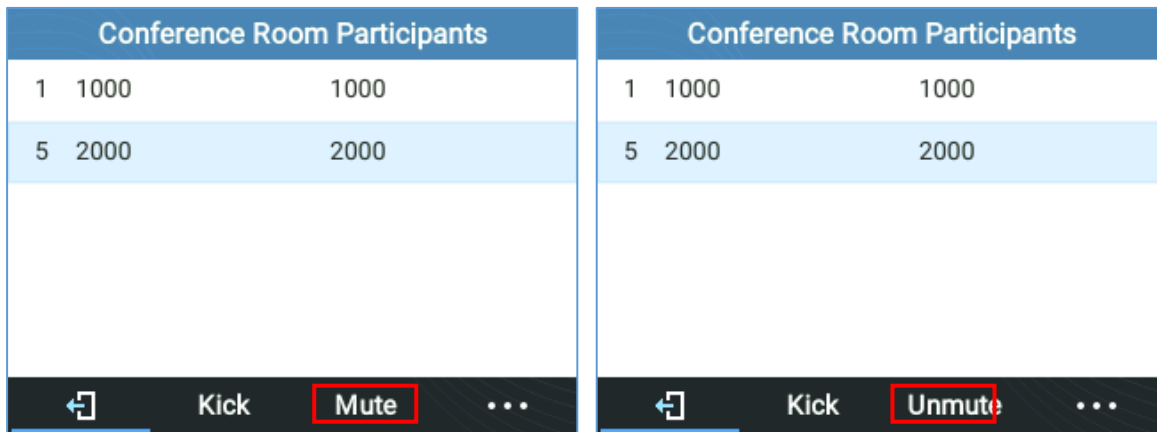 Conference Room Participants
1 1000 1000
5 2000 2000
Kick Mute ...
Conference Room Participants
1 1000 1000
5 2000 2000
Kick Unmute ...